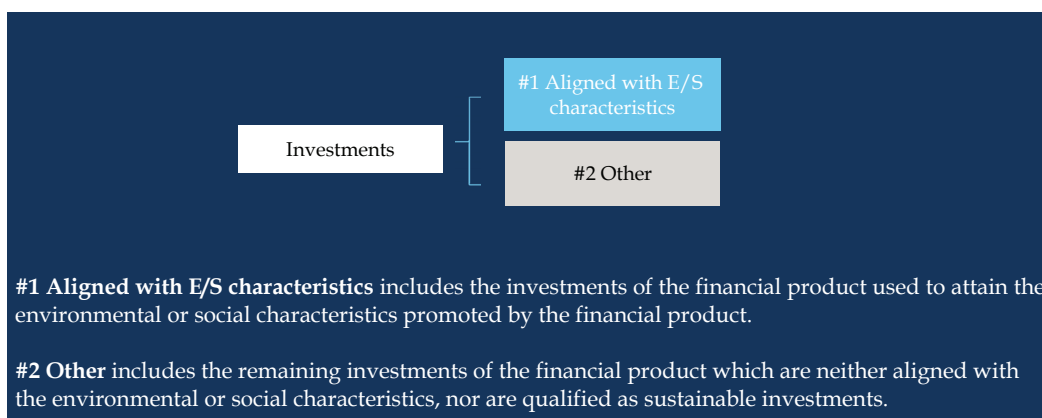 #1 Aligned with E/S
characteristics
Investments
#2 Other
#1 Aligned with E/S characteristics includes the investments of the financial product used to attain the
environmental or social characteristics promoted by the financial product.
#2 Other includes the remaining investments of the financial product which are neither aligned with
the environmental or social characteristics, nor are qualified as sustainable investments.